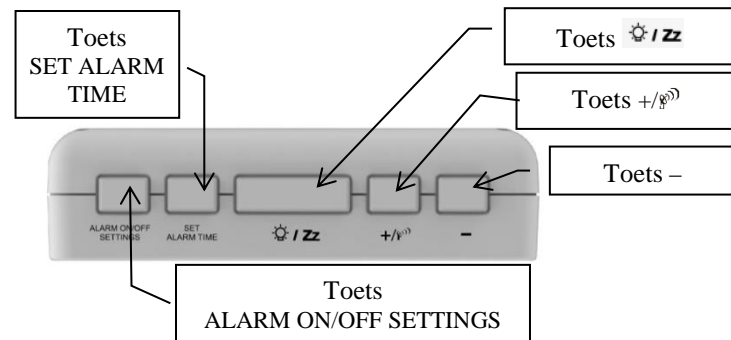 Toets
SET ALARM
TIME
Toets / Zz
Toets +/
Toets –
ALARM ON/OFF
SETTINGS
SET
ALARM TIME
/ Zz
+/
–
Toets
ALARM ON/OFF SETTINGS